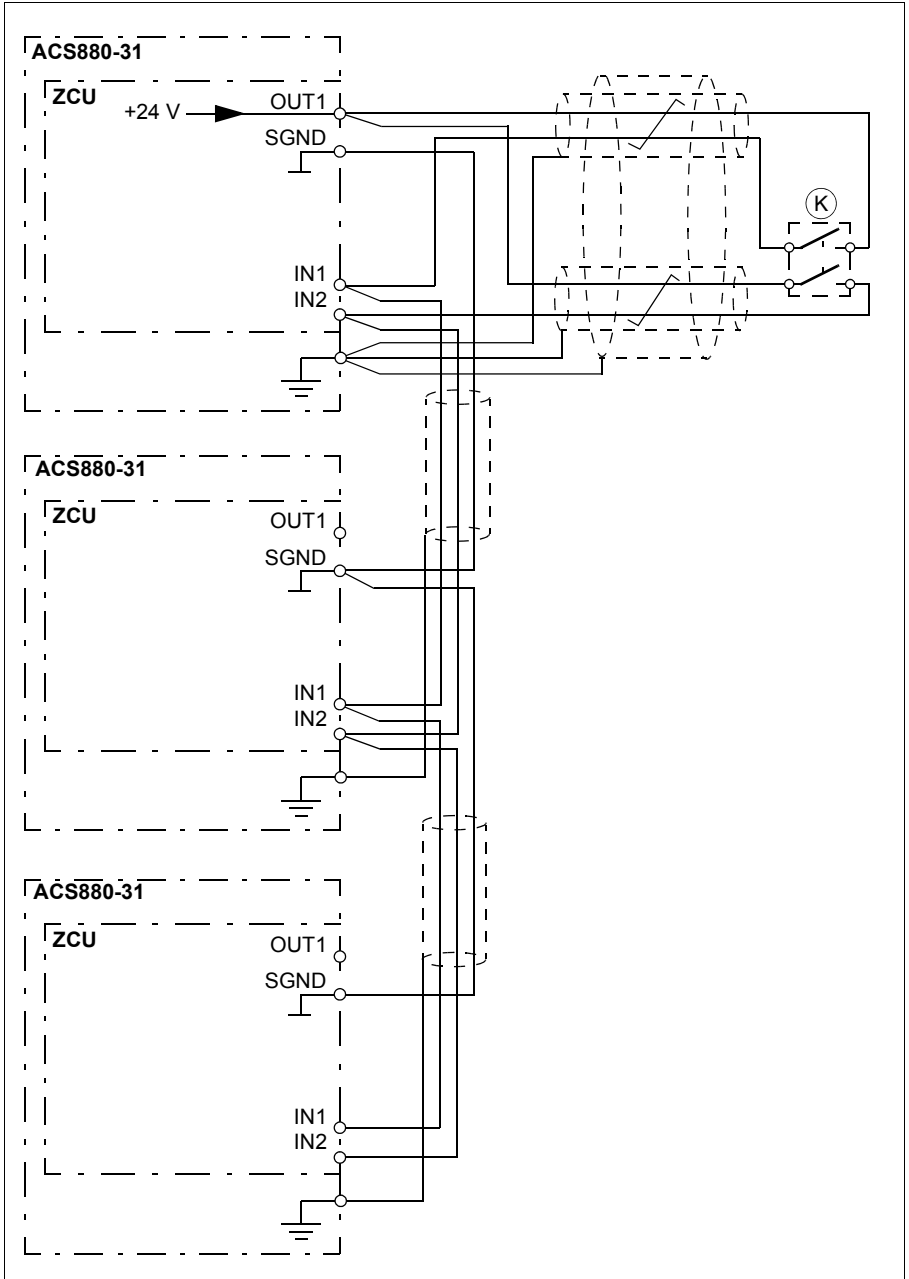 ACS880-31
ZCU
+24 V
OUT1
SGND
K
IN1
IN2
ACS880-31
ZCU
OUT1
SGND
IN1
IN2
ACS880-31
ZCU
OUT1
SGND
IN1
IN2